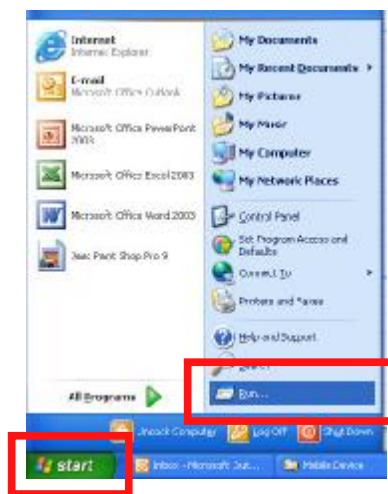 Internet
Internet Explorer
E-mail
Microsoft Office Outlook
Microsoft Office PowerPoint
2003
Microsoft Office Excel 2003
Microsoft Office Word 2003
Jasc Paint Shop Pro 9
All Programs
My Documents
My Recent Documents
My Pictures
My Music
My Computer
My Network Places
Control Panel
Set Program Access and
Defaults
Connect To
Printers and Faxes
Help and Support
Search
Run...
Undock Computer
Log Off
Shut Down
start
Inbox - Microsoft Out...
Mobile Device